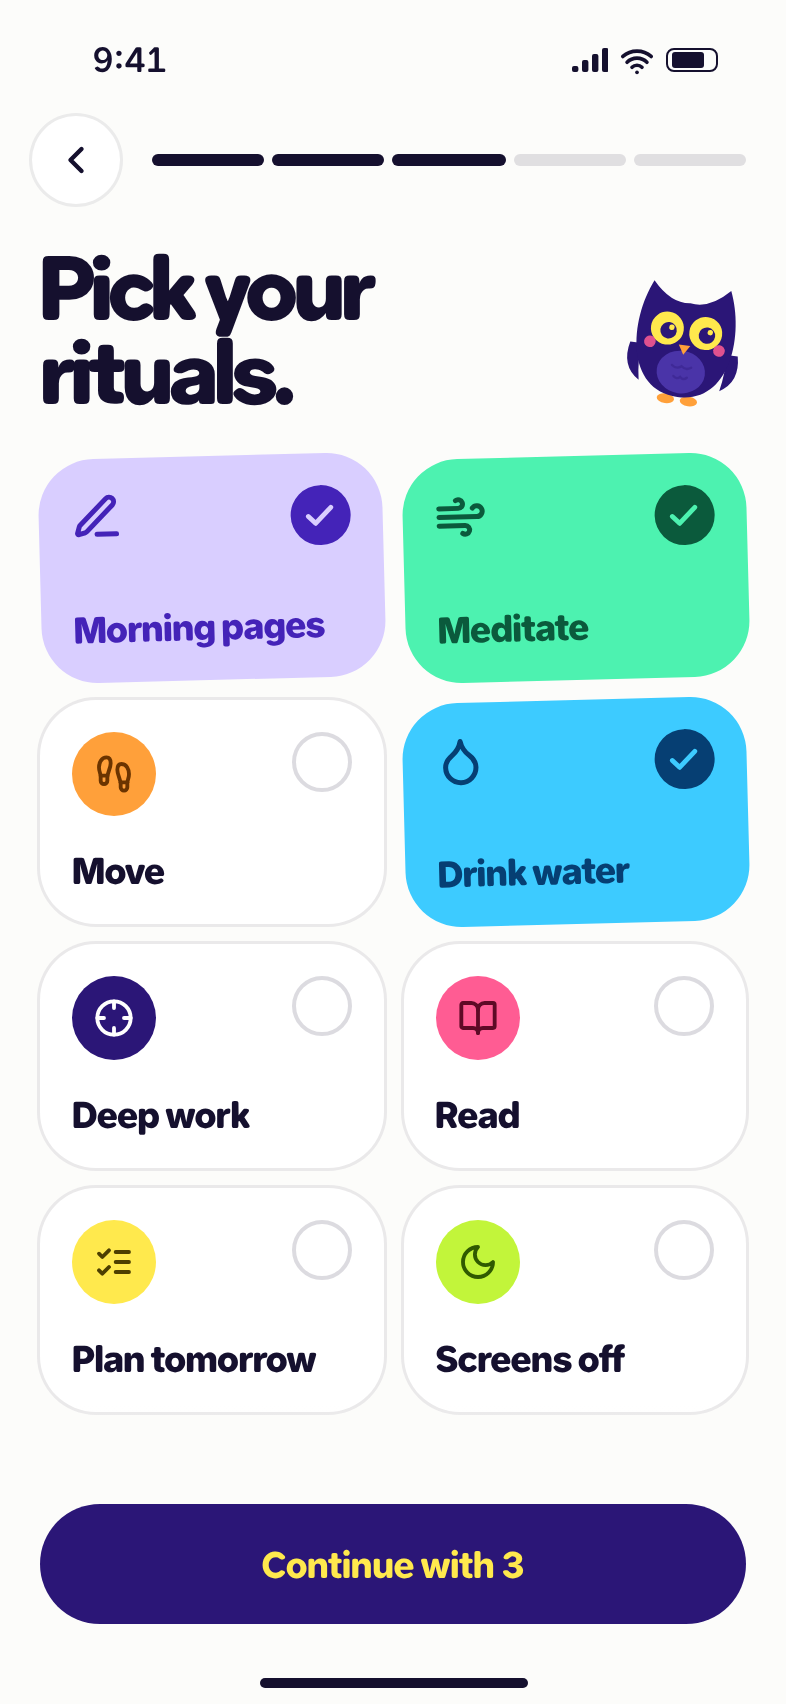 9:41
Pick your
rituals.
Morning pages
Meditate
Move
Drink water
Deep work
Read
Plan tomorrow
Screens off
Continue with 3